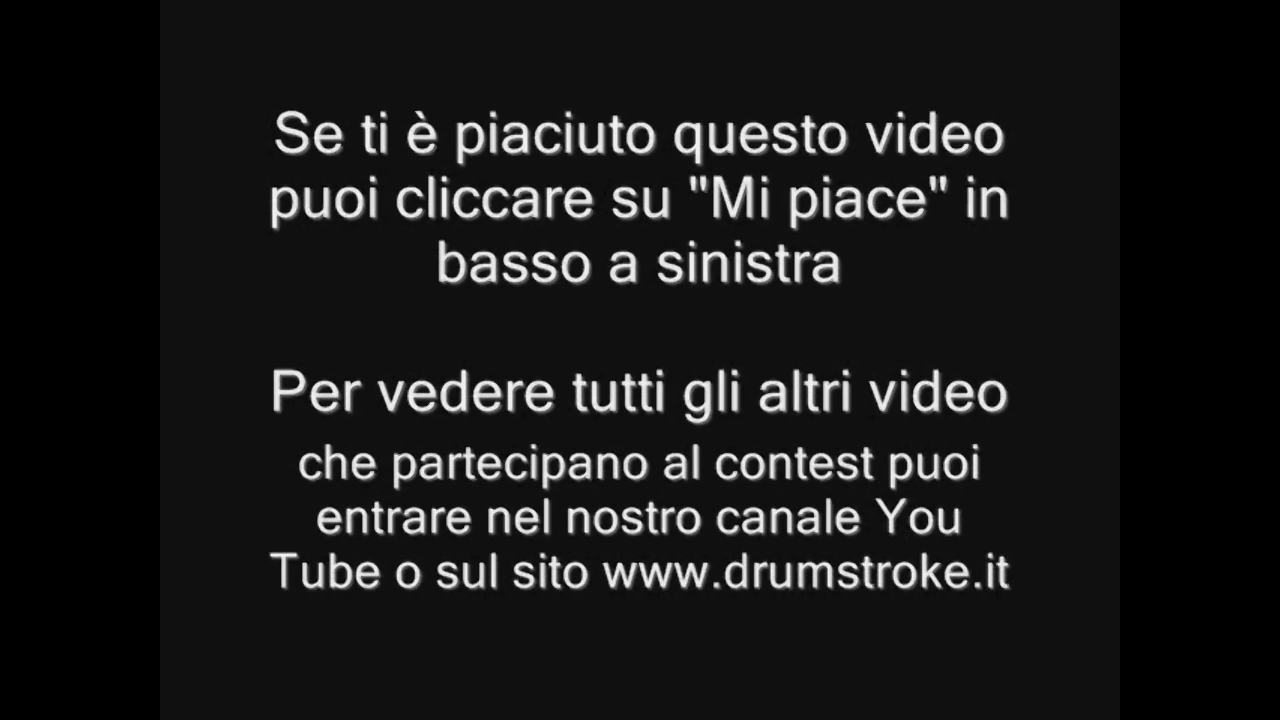 Se ti è piaciuto questo video
puoi cliccare su "Mi piace" in
basso a sinistra
Per vedere tutti gli altri video
che partecipano al contest puoi
entrare nel nostro canale You
Tube o sul sito www.drumstroke.it